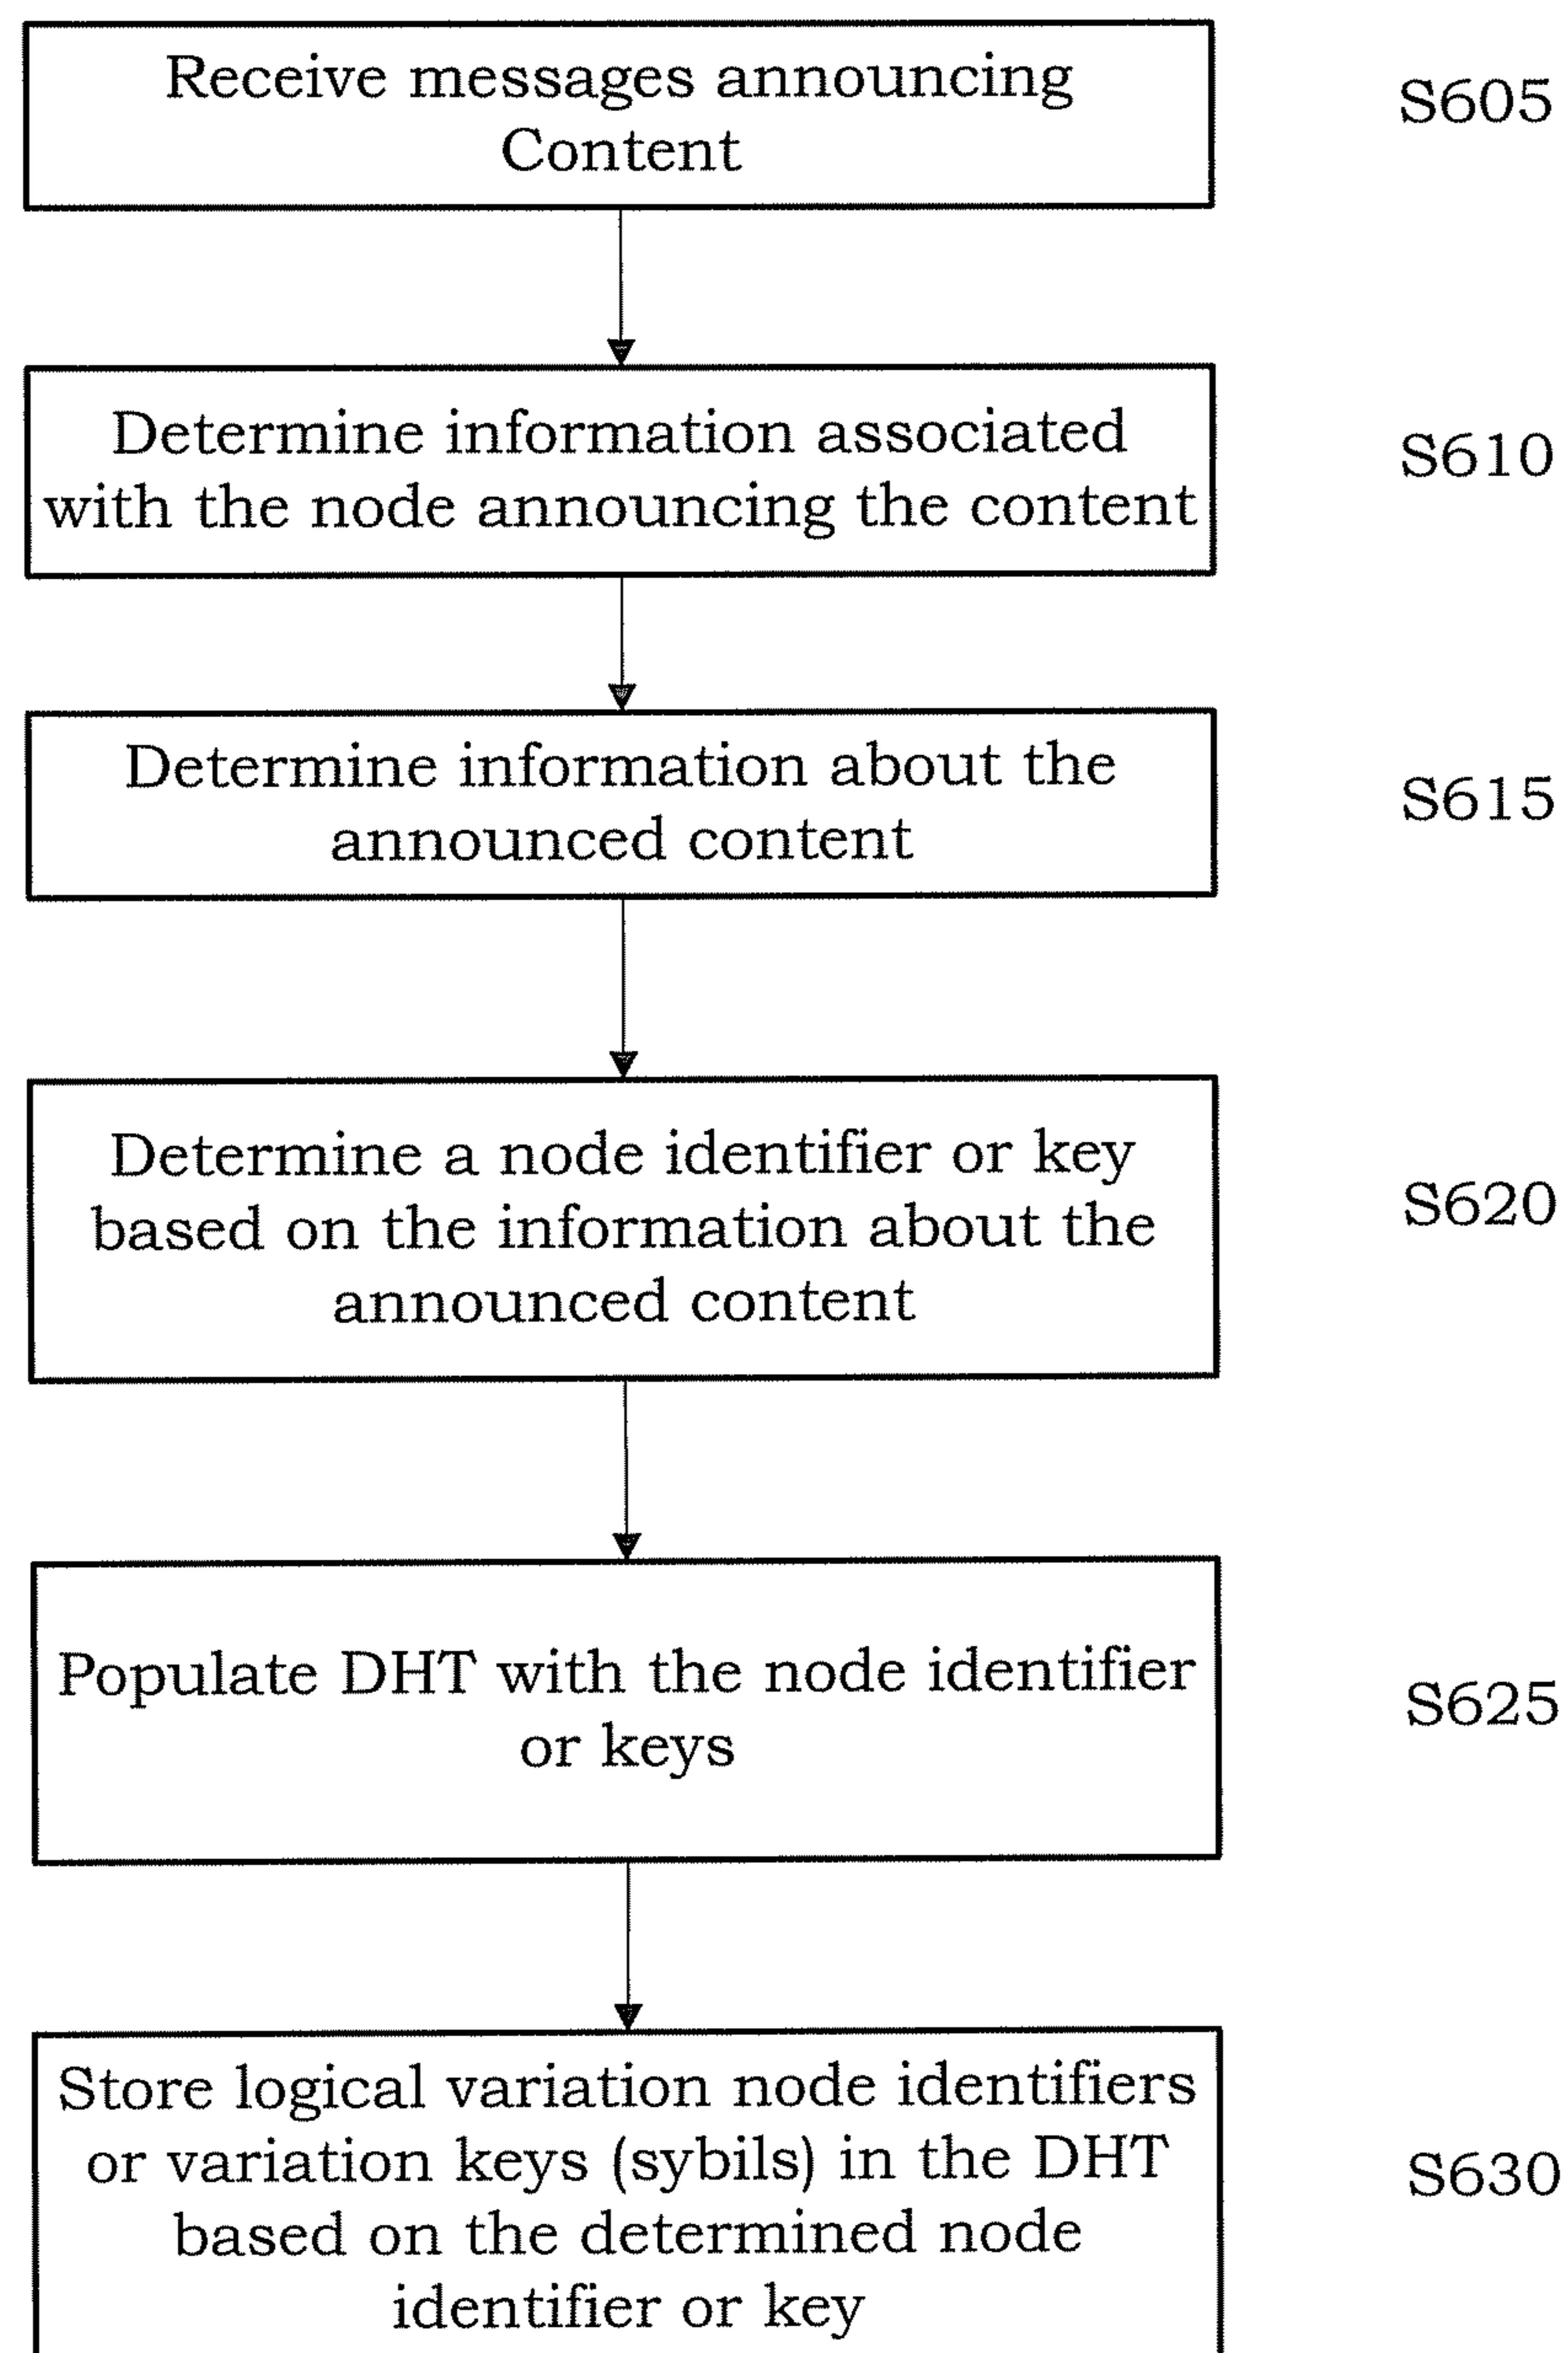 Receive messages announcing
Content
S605
Determine information associated
with the node announcing the content
S610
Determine information about the
announced content
S615
Determine a node identifier or key
based on the information about the
announced content
S620
Populate DHT with the node identifier
or keys
S625
Store logical variation node identifiers
or variation keys (sybils) in the DHT
based on the determined node
identifier or key
S630